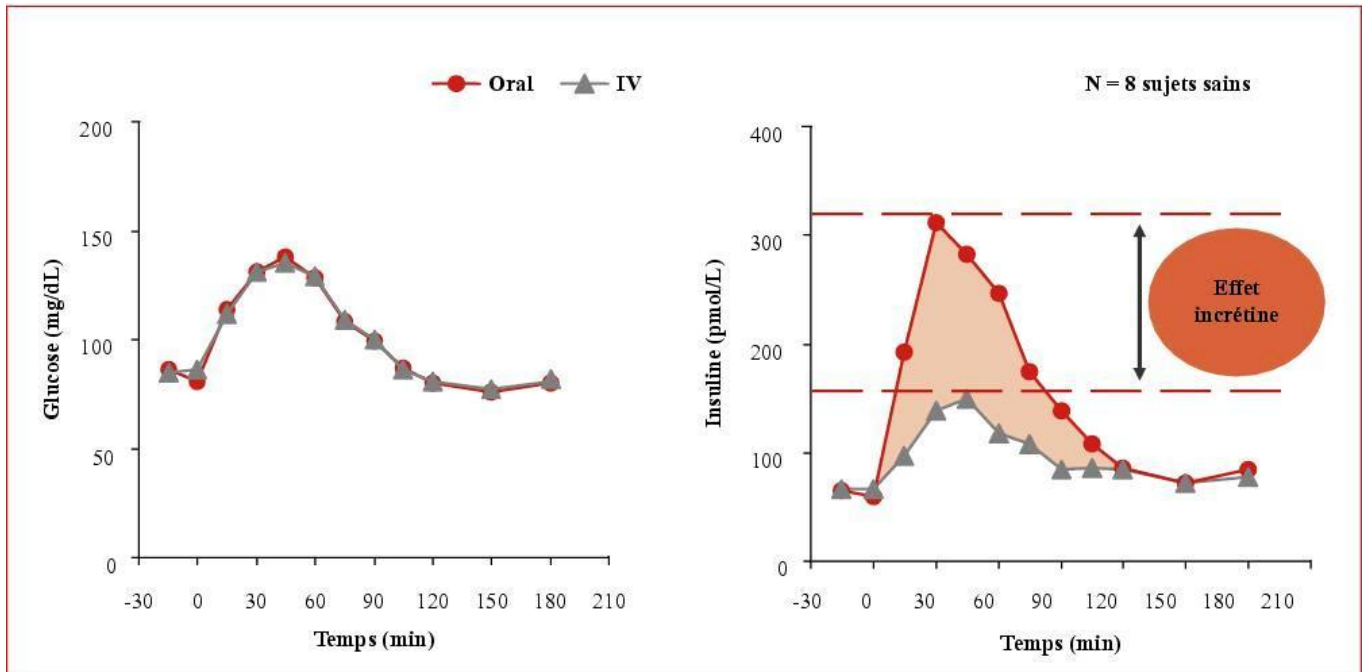 Oral IV
N = 8 sujets sains
200
150
100
50
0
Glucose (mg/dL)
-30 0 30 60 90 120 150 180 210
Temps (min)
400
300
200
100
0
Insuline (pmol/L)
-30 0 30 60 90 120 150 180 210
Temps (min)
Effet
incrétine